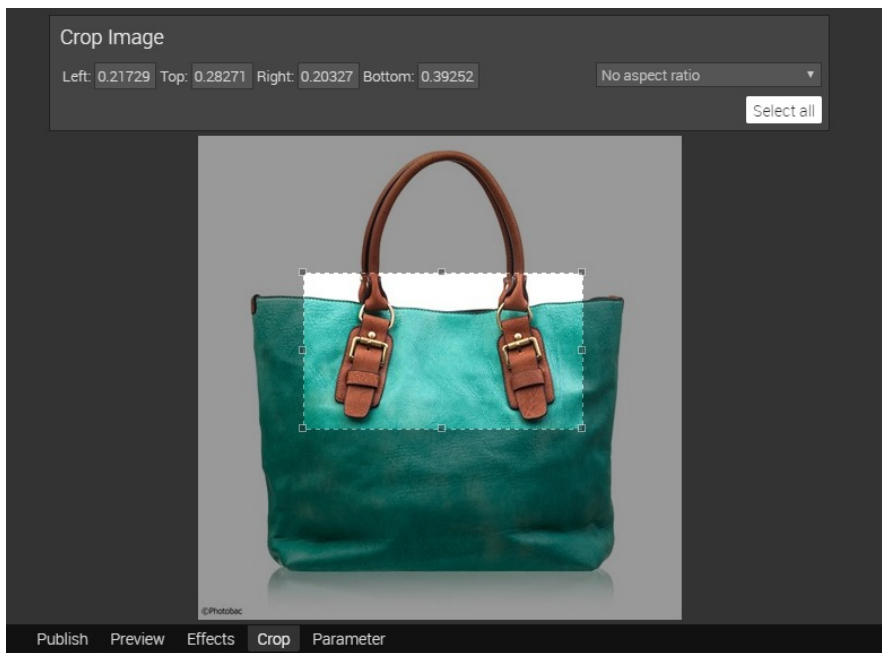 Crop Image
Left: 0.21729 Top: 0.28271 Right: 0.20327 Bottom: 0.39252 No aspect ratio
Select all
©Photobac
Publish Preview Effects Crop Parameter